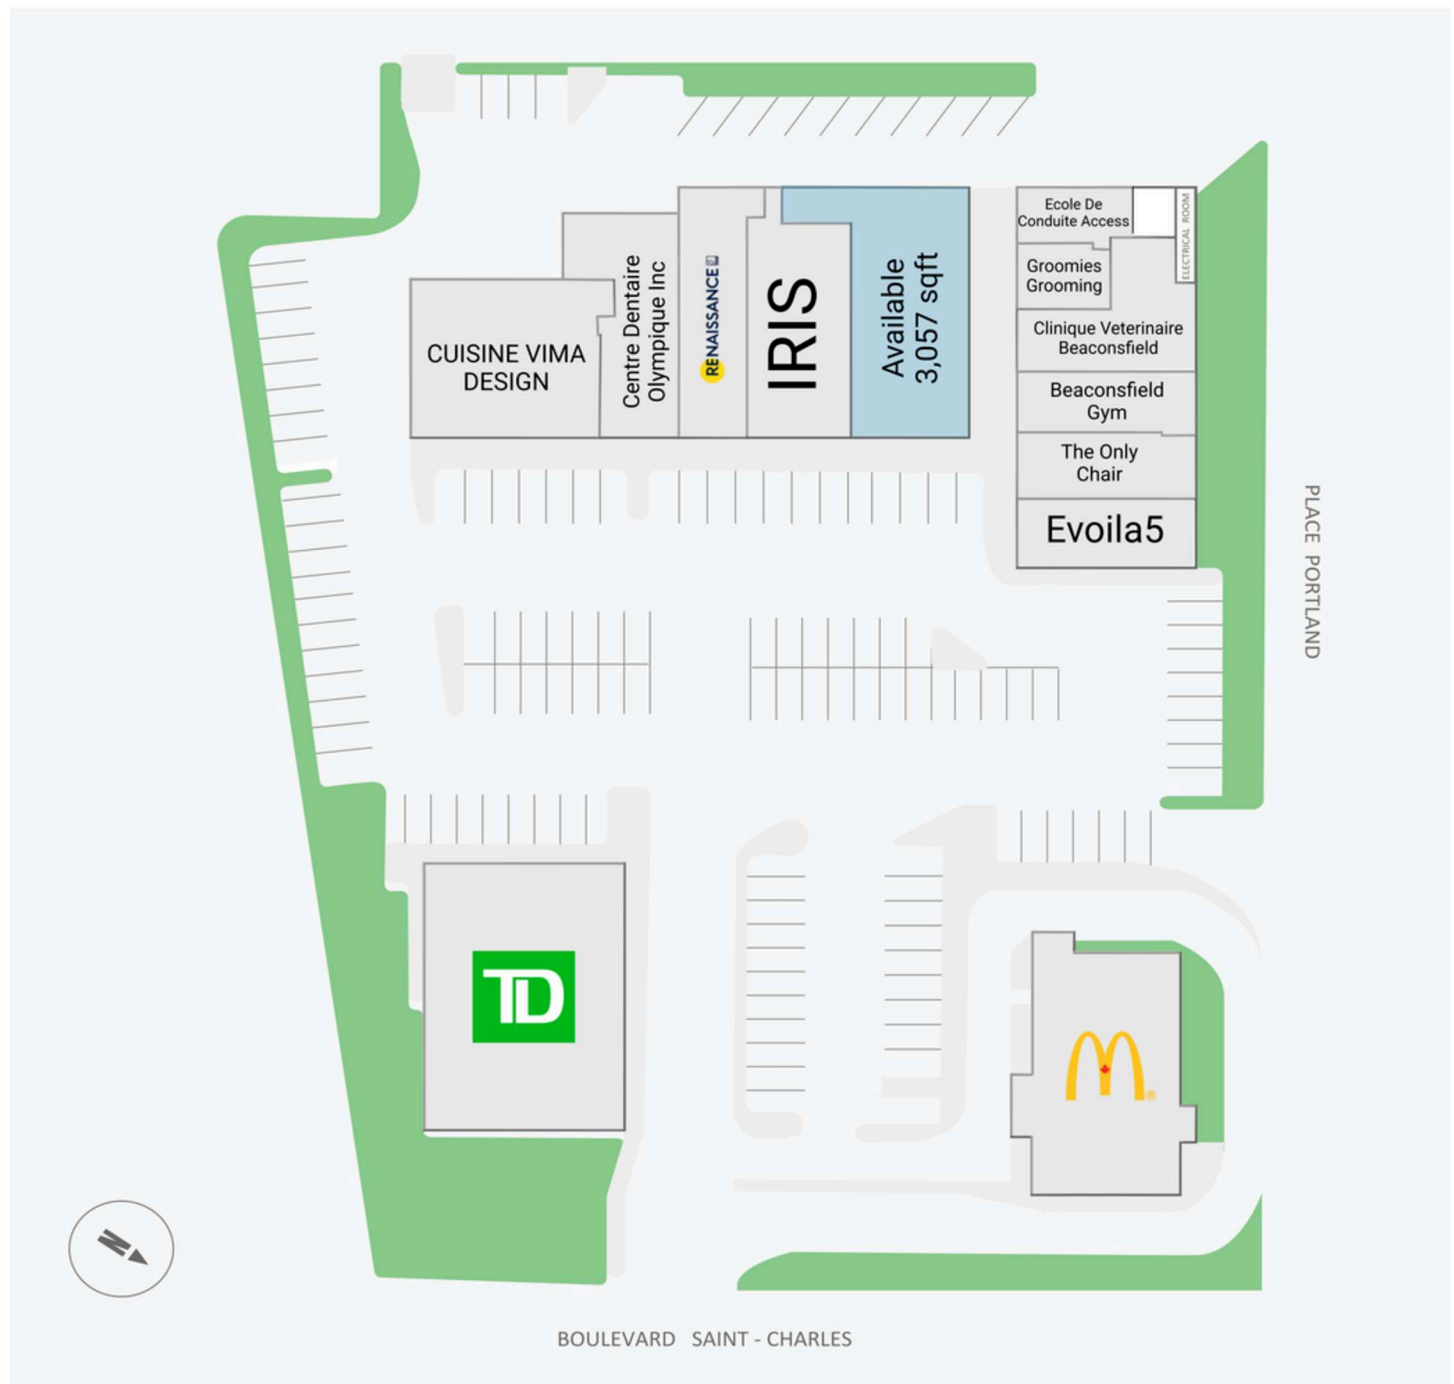 Ecole De
Conduite Access
ELECTRICAL ROOM
Groomies
Grooming
Clinique Veterinaire
Beaconsfield
Beaconsfield
Gym
The Only
Chair
Evoila5
CUISINE VIMA
DESIGN
Centre Dentaire
Olympique Inc
RENAISSANCE
IRIS
Available
3,057 sqft
PLACE PORTLAND
TD
M
®
N
BOULEVARD SAINT - CHARLES